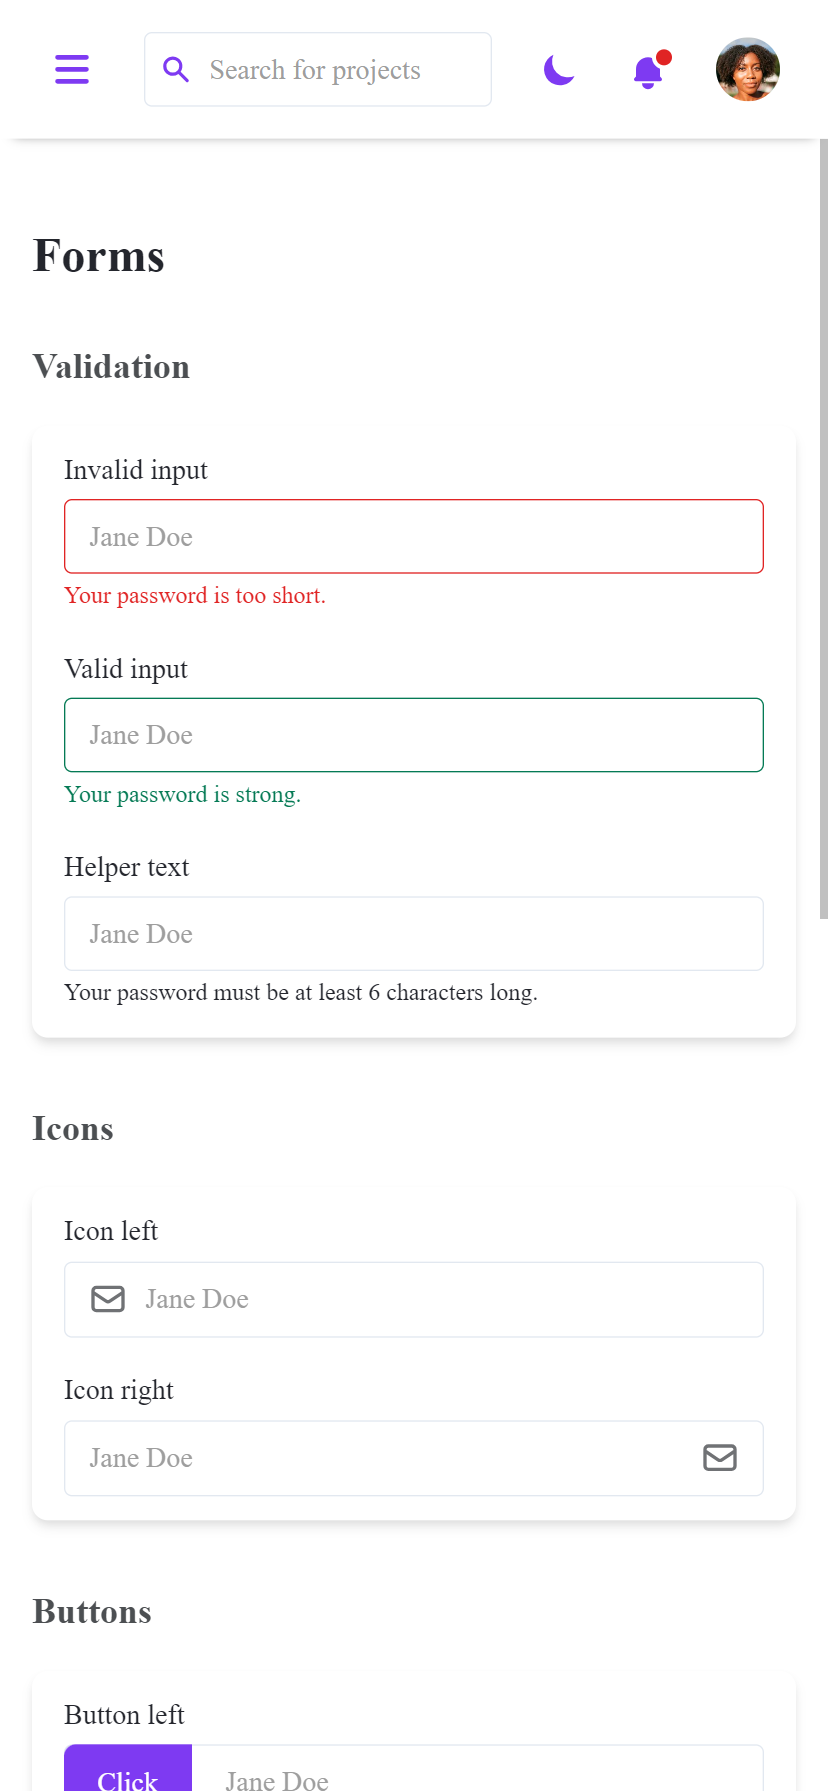 Search for projects
Forms
Validation
Invalid input
Jane Doe
Your password is too short.
Valid input
Jane Doe
Your password is strong.
Helper text
Jane Doe
Your password must be at least 6 characters long.
Icons
Icon left
Jane Doe
Icon right
Jane Doe
Buttons
Button left
Click Jane Doe